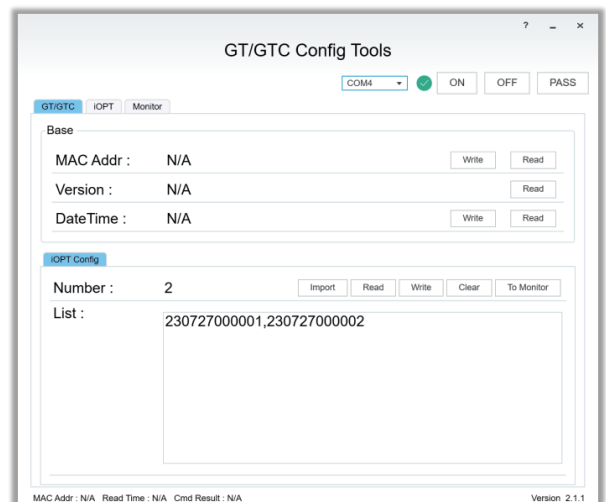 ? _ ×
GT/GTC Config Tools
COM4 ON OFF PASS
GT/GTC iOPT Monitor
Base
MAC Addr : N/A Write Read
Version : N/A Read
DateTime : N/A Write Read
iOPT Config
Number : 2 Import Read Write Clear To Monitor
List :
230727000001,230727000002
MAC Addr : N/A Read Time : N/A Cmd Result : N/A Version 2.1.1